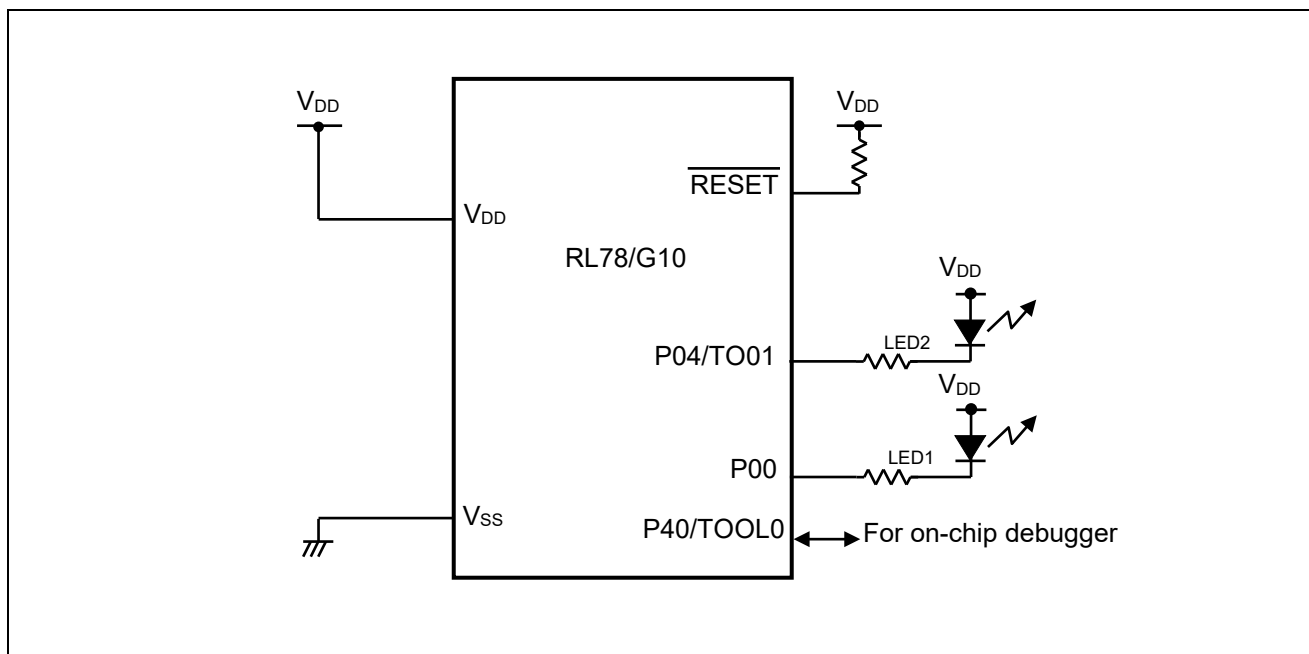 VDD
VDD
RESET
VDD
RL78/G10
VDD
LED2
P04/TO01
VDD
LED1
P00
VSS
P40/TOOL0
For on-chip debugger